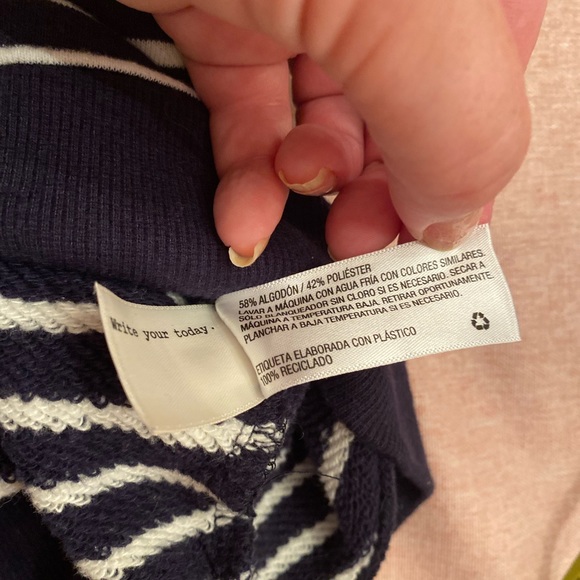 Write your today.
58% ALGODÓN / 42% POLIÉSTER
LAVAR A MÁQUINA CON AGUA FRÍA CON COLORES SIMILARES.
SÓLO BLANQUEADOR SIN CLORO SI ES NECESARIO. SECAR A
MÁQUINA A TEMPERATURA BAJA. RETIRAR OPORTUNAMENTE.
PLANCHAR A BAJA TEMPERATURA SI ES NECESARIO.
ETIQUETA ELABORADA CON PLÁSTICO
100% RECICLADO